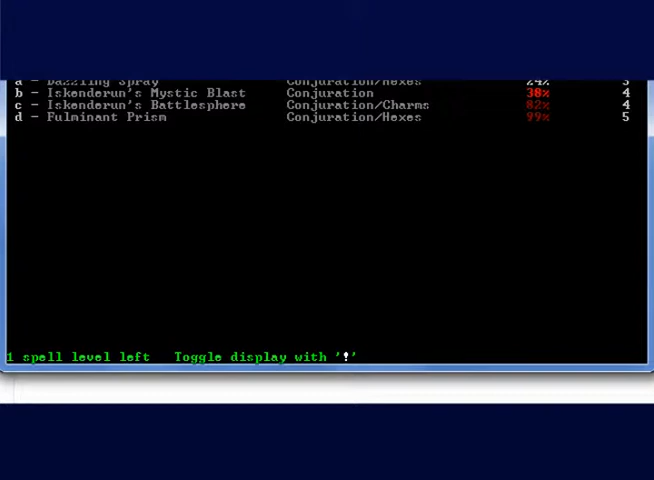 a - Dazzling Spray Conjuration/Hexes 24% 3
b - Iskenderun's Mystic Blast Conjuration 38% 4
c - Iskenderun's Battlesphere Conjuration/Charms 82% 4
d - Fulminant Prism Conjuration/Hexes 99% 5
1 spell level left Toggle display with '!'